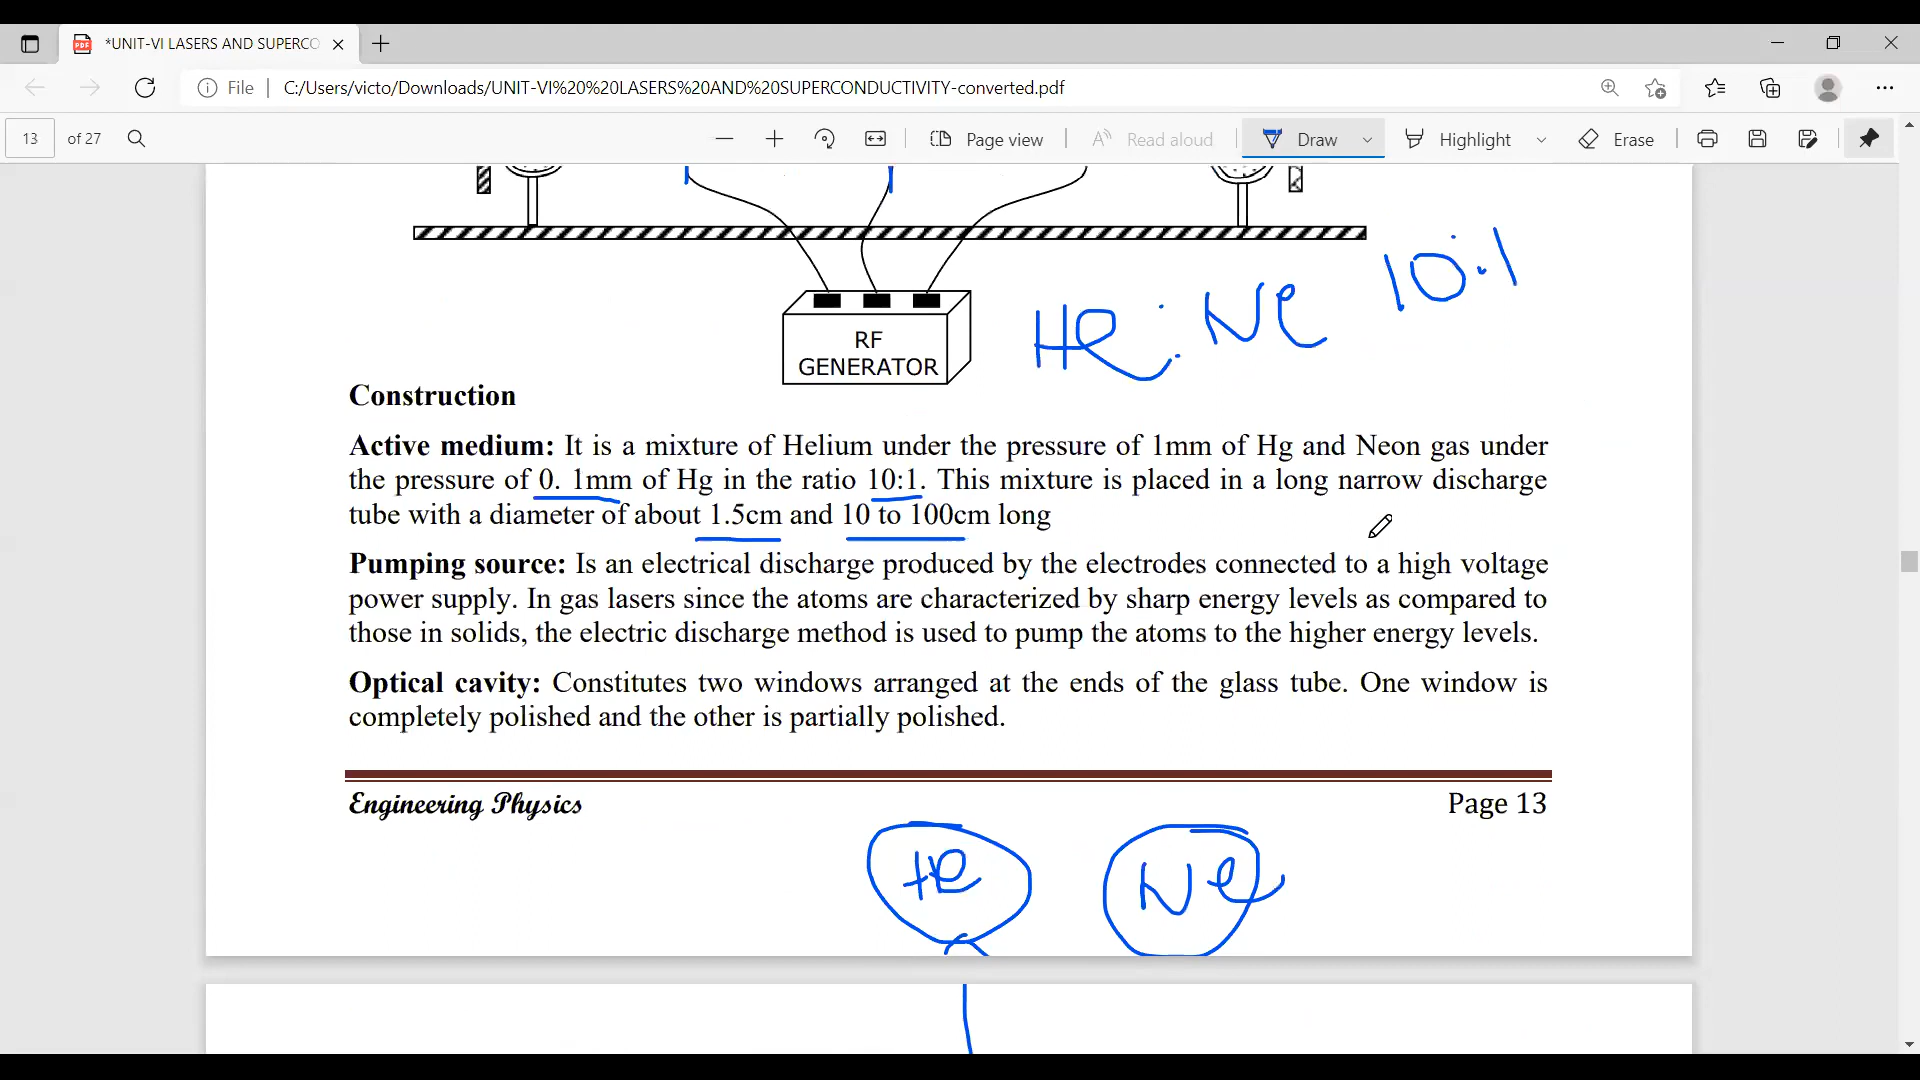 *UNIT-VI LASERS AND SUPERCO
File
C:/Users/victo/Downloads/UNIT-VI%20%20LASERS%20AND%20SUPERCONDUCTIVITY-converted.pdf
13 of 27
Page view
Read aloud
Draw
Highlight
Erase
10:1
He : Ne
RF
GENERATOR
Construction
Active medium: It is a mixture of Helium under the pressure of 1mm of Hg and Neon gas under
the pressure of 0. 1mm of Hg in the ratio 10:1. This mixture is placed in a long narrow discharge
tube with a diameter of about 1.5cm and 10 to 100cm long
Pumping source: Is an electrical discharge produced by the electrodes connected to a high voltage
power supply. In gas lasers since the atoms are characterized by sharp energy levels as compared to
those in solids, the electric discharge method is used to pump the atoms to the higher energy levels.
Optical cavity: Constitutes two windows arranged at the ends of the glass tube. One window is
completely polished and the other is partially polished.
Engineering Physics Page 13
He Ne